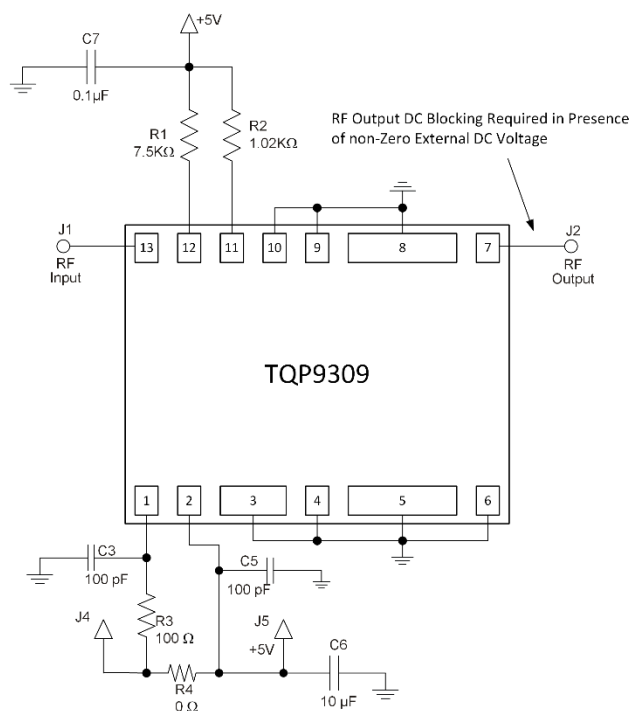 +5V
C7
0.1µF
R1
7.5KΩ
R2
1.02KΩ
RF Output DC Blocking Required in Presence
of non-Zero External DC Voltage
J1
RF
Input
13
12
11
10
9
8
7
J2
RF
Output
TQP9309
1
2
3
4
5
6
C3
100 pF
C5
100 pF
J4
R3
100 Ω
J5
+5V
C6
10 µF
R4
0 Ω